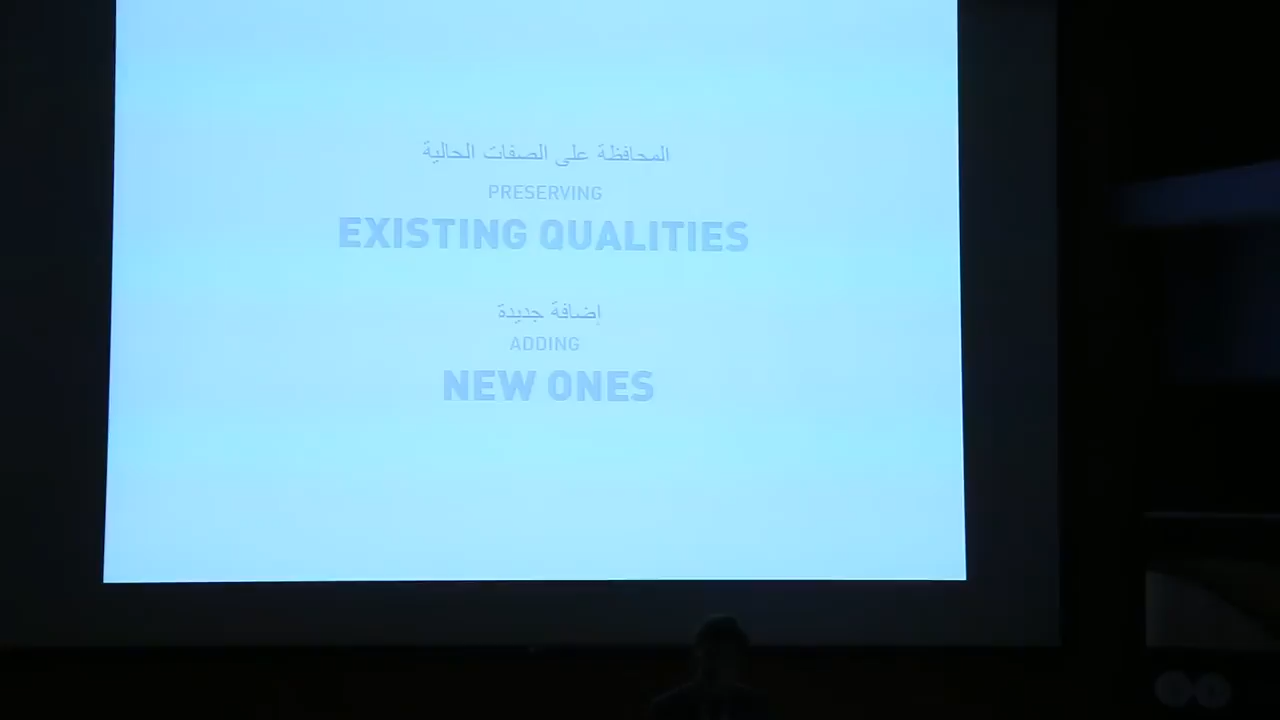 المحافظة على الصفات الحالية
PRESERVING
EXISTING QUALITIES
إضافة جديدة
ADDING
NEW ONES